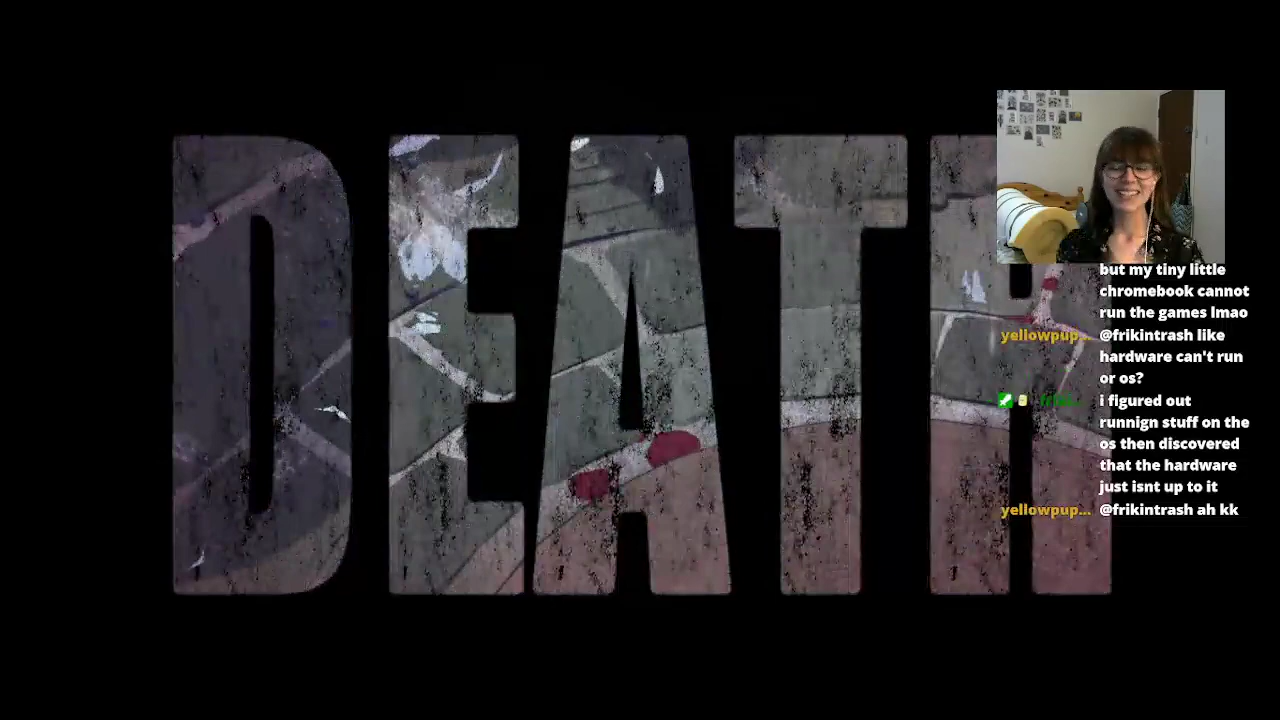 DEATH
but my tiny little
chromebook cannot
run the games lmao
yellowpup... @frikintrash like
hardware can't run
or os?
i figured out
runnign stuff on the
os then discovered
that the hardware
just isnt up to it
yellowpup... @frikintrash ah kk